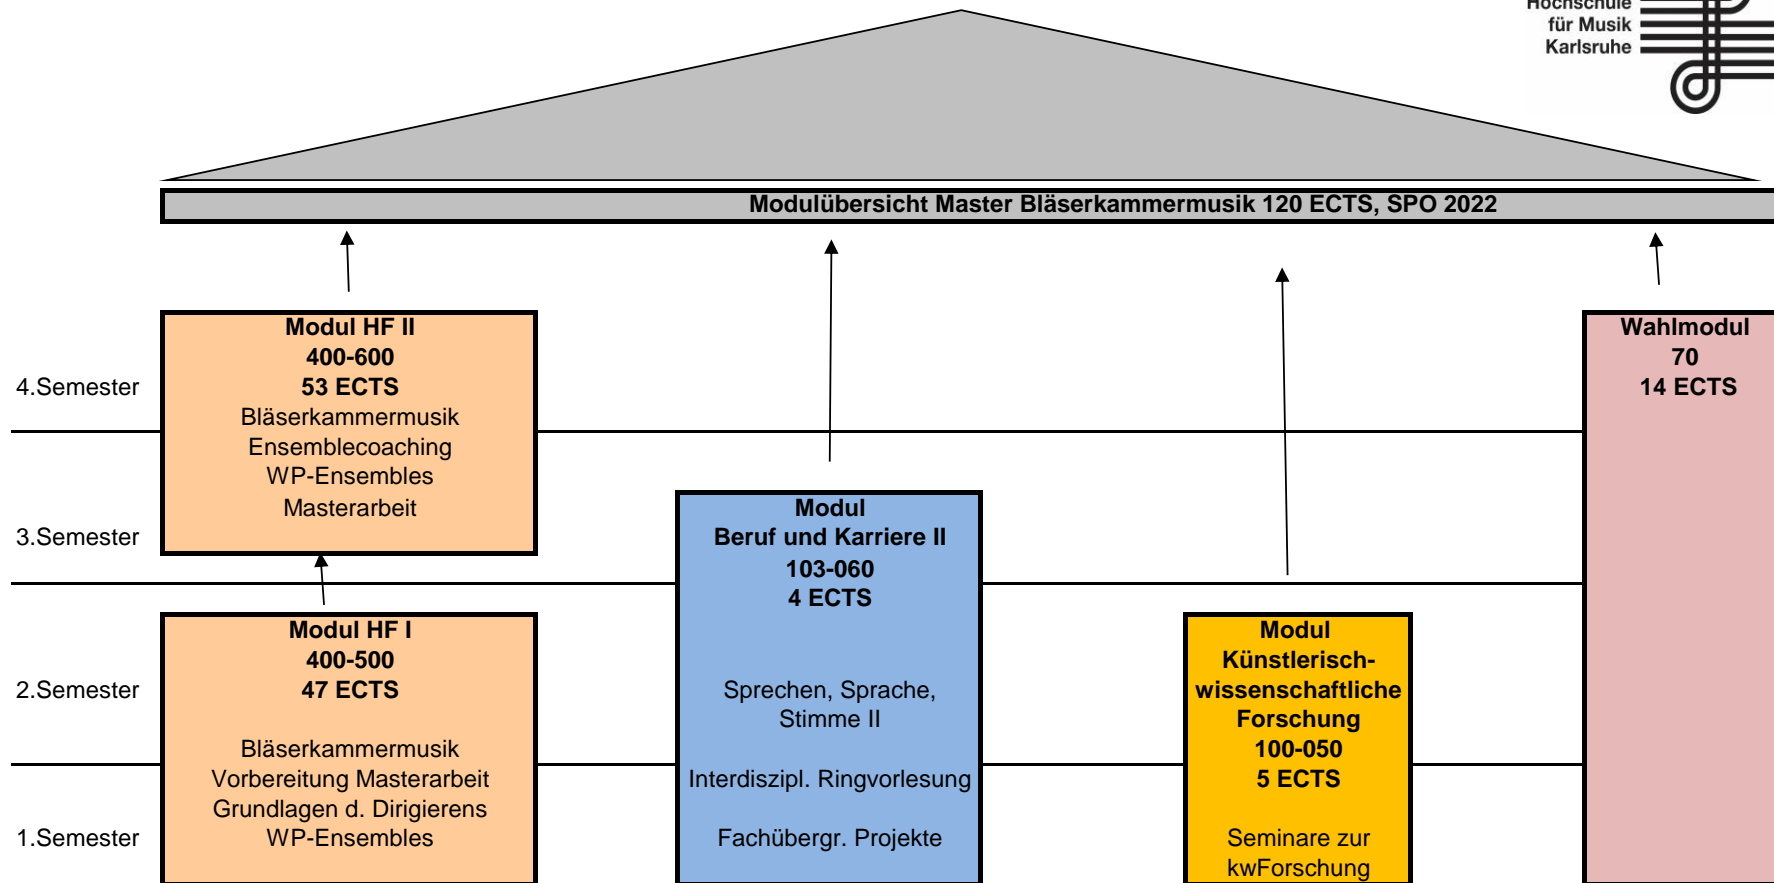 Hochschule
für Musik
Karlsruhe
Modulübersicht Master Bläserkammermusik 120 ECTS, SPO 2022
4.Semester
3.Semester
2.Semester
1.Semester
Modul HF II
400-600
53 ECTS
Bläserkammermusik
Ensemblecoaching
WP-Ensembles
Masterarbeit
Modul HF I
400-500
47 ECTS
Bläserkammermusik
Vorbereitung Masterarbeit
Grundlagen d. Dirigierens
WP-Ensembles
Modul
Beruf und Karriere II
103-060
4 ECTS
Sprechen, Sprache,
Stimme II
Interdiszipl. Ringvorlesung
Fachübergr. Projekte
Modul
Künstlerisch-
wissenschaftliche
Forschung
100-050
5 ECTS
Seminare zur
kwForschung
Wahlmodul
70
14 ECTS